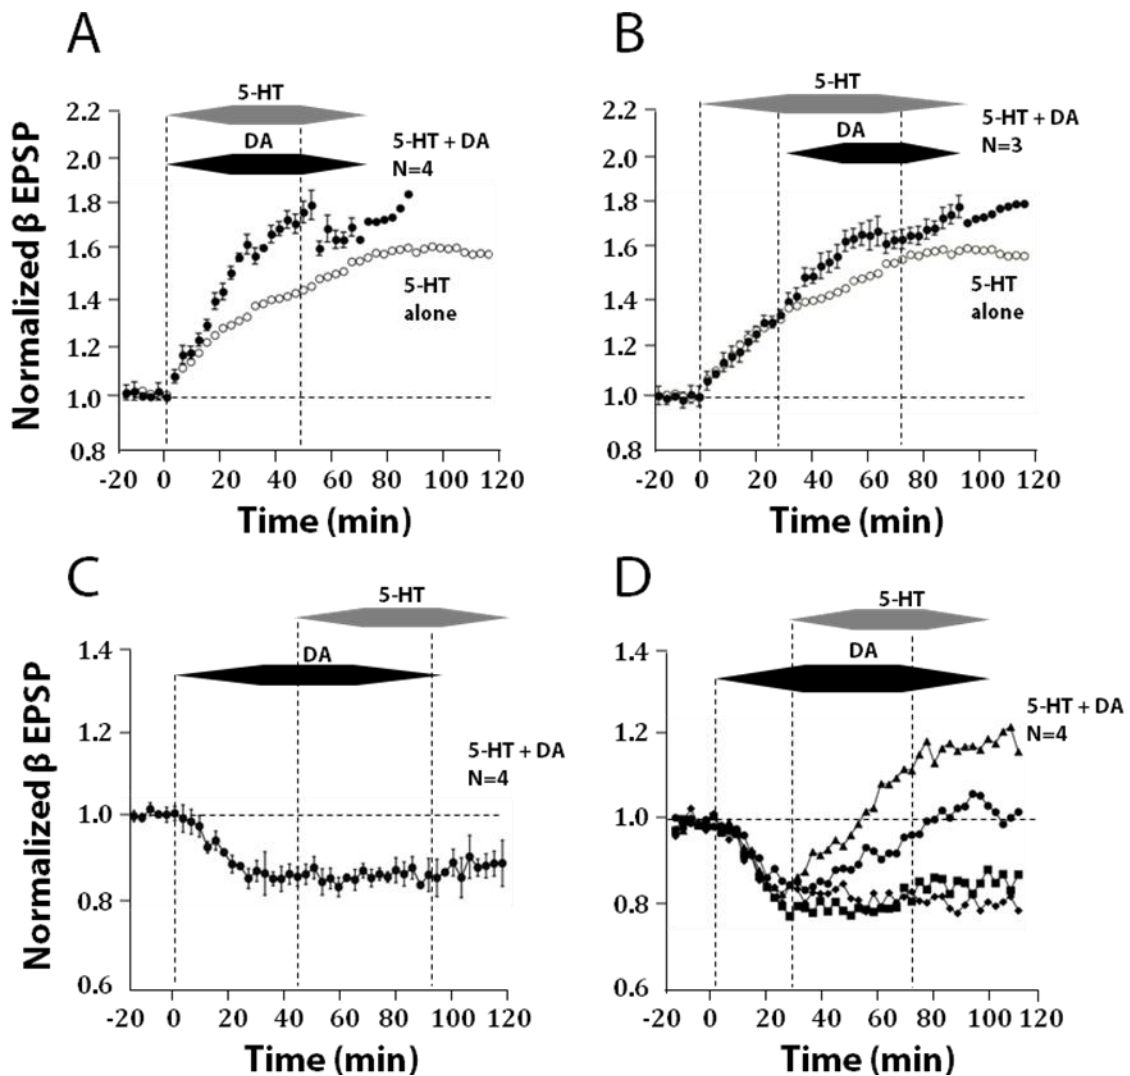 A
5-HT
DA
5-HT + DA
N=4
5-HT
alone
Normalized β EPSP
2.2
2.0
1.8
1.6
1.4
1.2
1.0
0.8
-20 0 20 40 60 80 100 120
Time (min)
B
5-HT
DA
5-HT + DA
N=3
5-HT
alone
2.2
2.0
1.8
1.6
1.4
1.2
1.0
0.8
-20 0 20 40 60 80 100 120
Time (min)
C
5-HT
DA
5-HT + DA
N=4
Normalized β EPSP
1.4
1.2
1.0
0.8
0.6
-20 0 20 40 60 80 100 120
Time (min)
D
5-HT
DA
5-HT + DA
N=4
1.4
1.2
1.0
0.8
0.6
-20 0 20 40 60 80 100 120
Time (min)